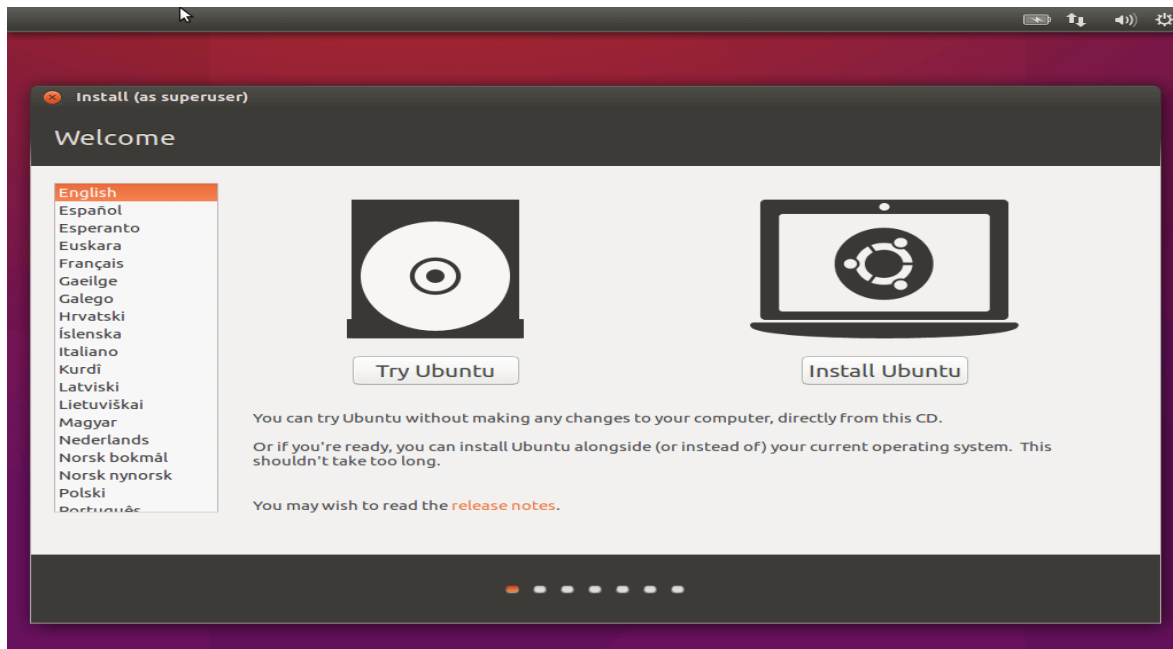 Install (as superuser)
Welcome
English
Español
Esperanto
Euskara
Français
Gaeilge
Galego
Hrvatski
Íslenska
Italiano
Kurdî
Latviski
Lietuviškai
Magyar
Nederlands
Norsk bokmål
Norsk nynorsk
Polski
Português
Try Ubuntu
Install Ubuntu
You can try Ubuntu without making any changes to your computer, directly from this CD.
Or if you're ready, you can install Ubuntu alongside (or instead of) your current operating system. This
shouldn't take too long.
You may wish to read the release notes.